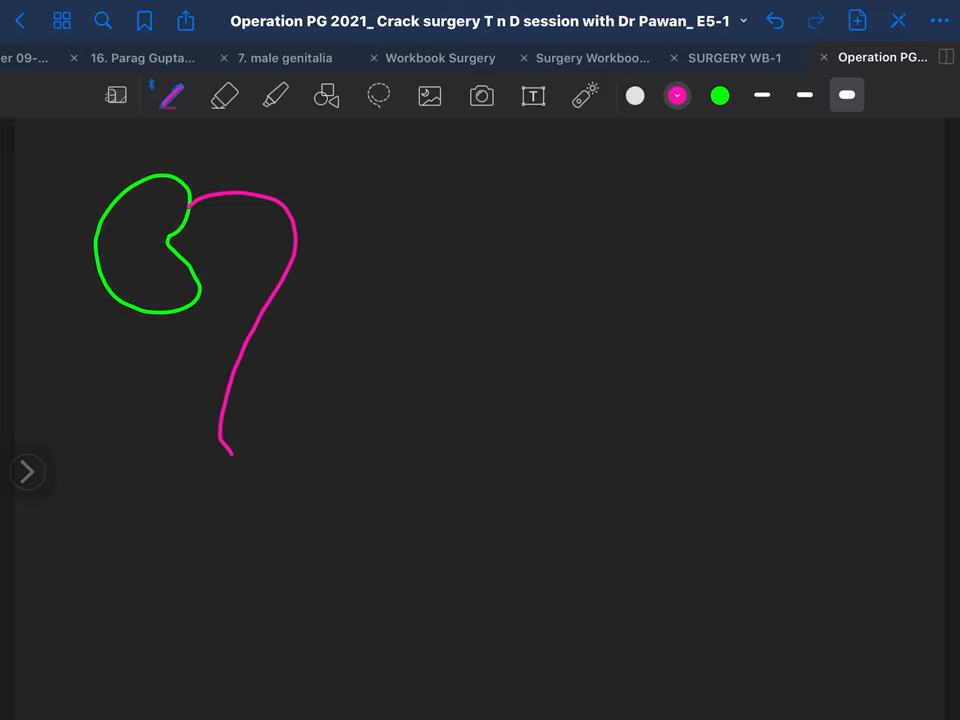 Operation PG 2021_ Crack surgery T n D session with Dr Pawan_ E5-1
er 09-... 16. Parag Gupta... 7. male genitalia Workbook Surgery Surgery Workboo... SURGERY WB-1 Operation PG...
T